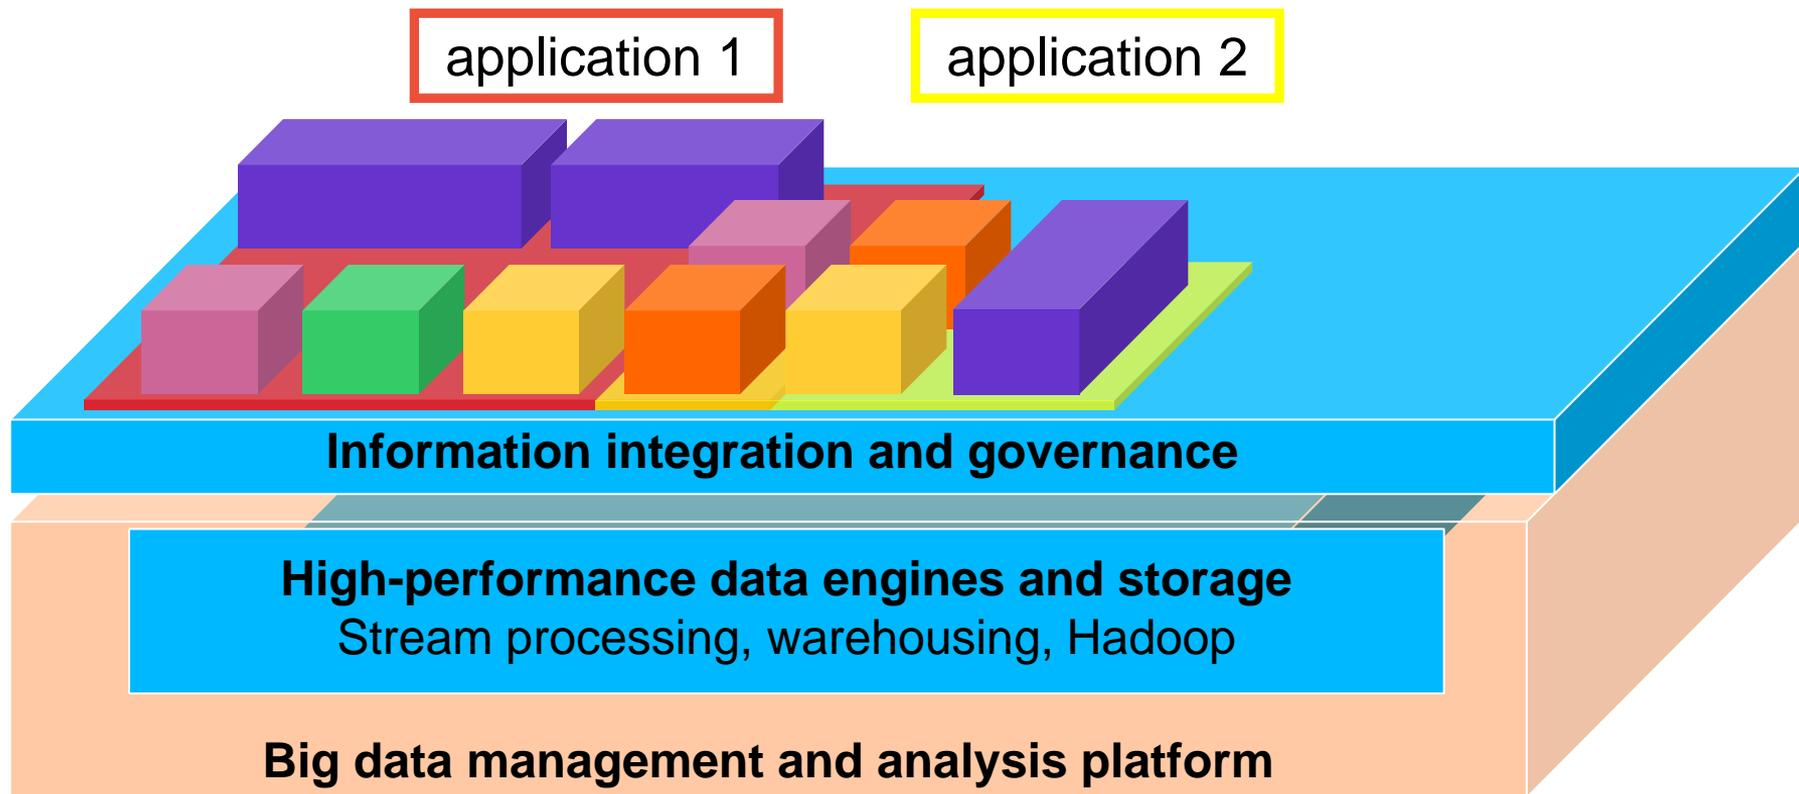 application 1
application 2
Information integration and governance
High-performance data engines and storage
Stream processing, warehousing, Hadoop
Big data management and analysis platform